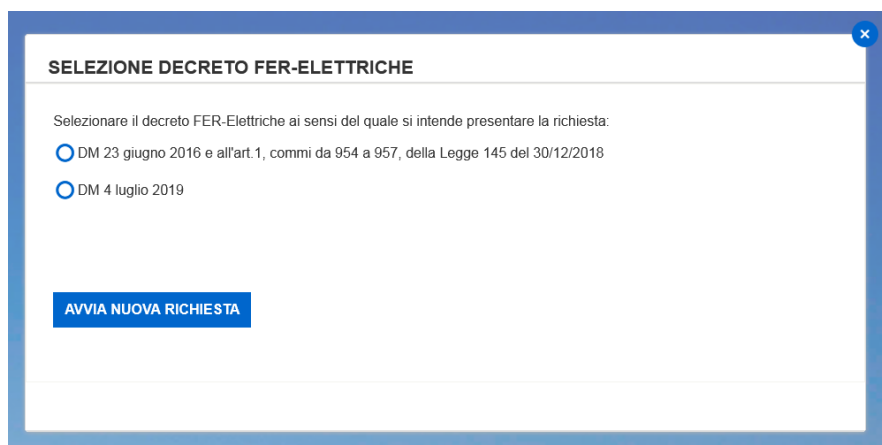 SELEZIONE DECRETO FER-ELETTRICHE
Selezionare il decreto FER-Elettriche ai sensi del quale si intende presentare la richiesta:
DM 23 giugno 2016 e all'art.1, commi da 954 a 957, della Legge 145 del 30/12/2018
DM 4 luglio 2019
AVVIA NUOVA RICHIESTA